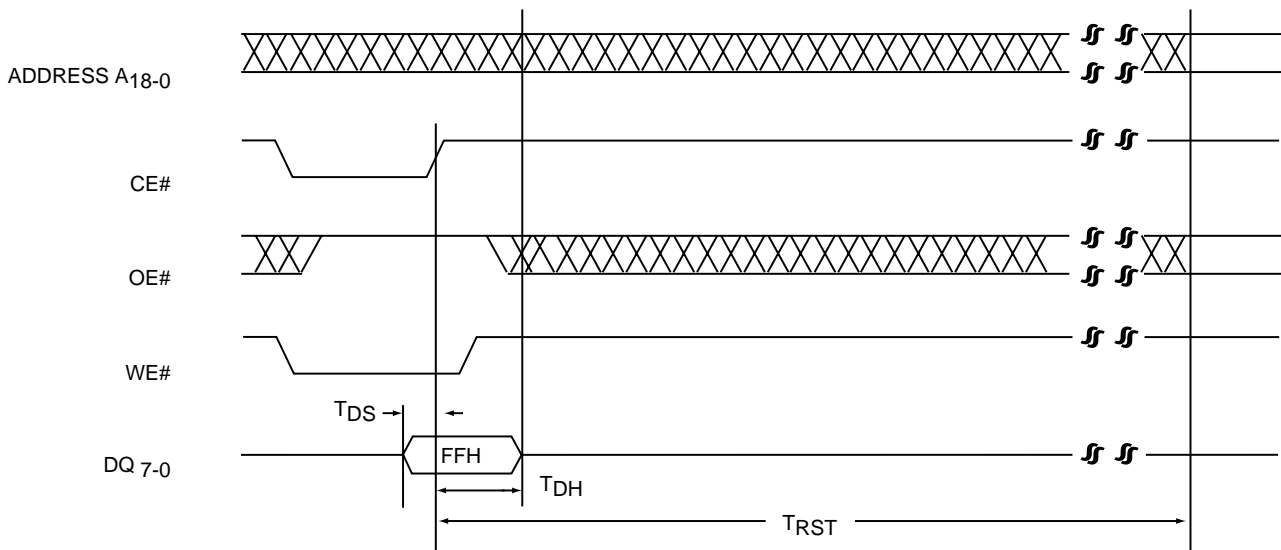 ADDRESS A18-0
CE#
OE#
WE#
TDS
DQ 7-0
FFH
TDH
TRST